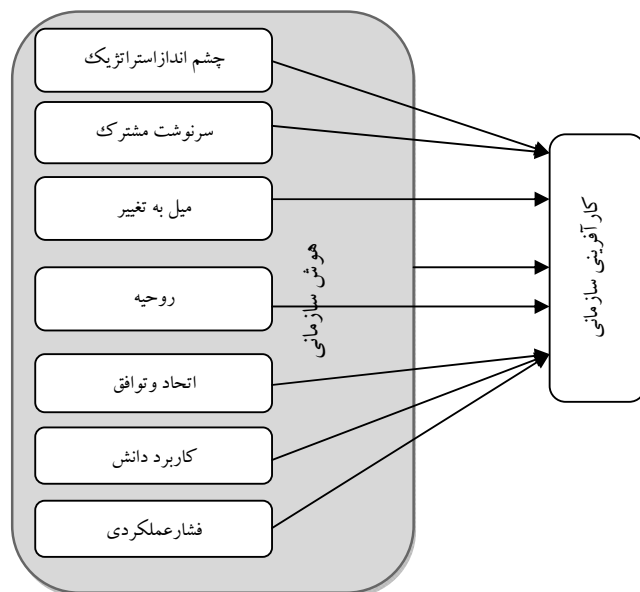 چشم اندازاستراتژیک
سرنوشت مشترک
میل به تغییر
روحیه
اتحاد وتوافق
کاربرد دانش
فشارعملکردی
هوش سازمانی
کارآفرینی سازمانی